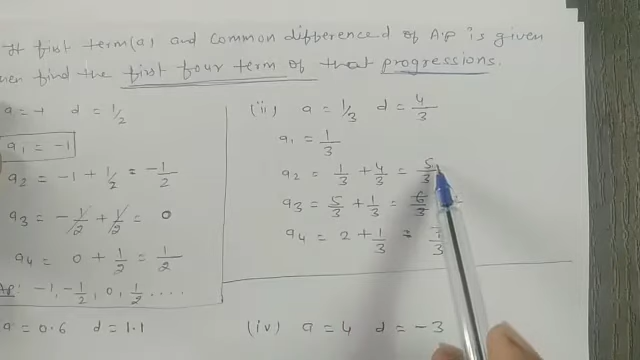 If first term(a) and common difference d of A.P is given
then find the first four term of that progressions.
a = -1 d = 1/2
a1 = -1
a2 = -1 + 1/2 = -1/2
a3 = -1/2 + 1/2 = 0
a4 = 0 + 1/2 = 1/2
AP: -1, -1/2, 0, 1/2 ....
(ii) a = 1/3 d = 4/3
a1 = 1/3
a2 = 1/3 + 4/3 = 5/3
a3 = 5/3 + 1/3 = 6/3
a4 = 2 + 1/3 = 7/3
a = 0.6 d = 1.1
(iv) a = 4 d = -3